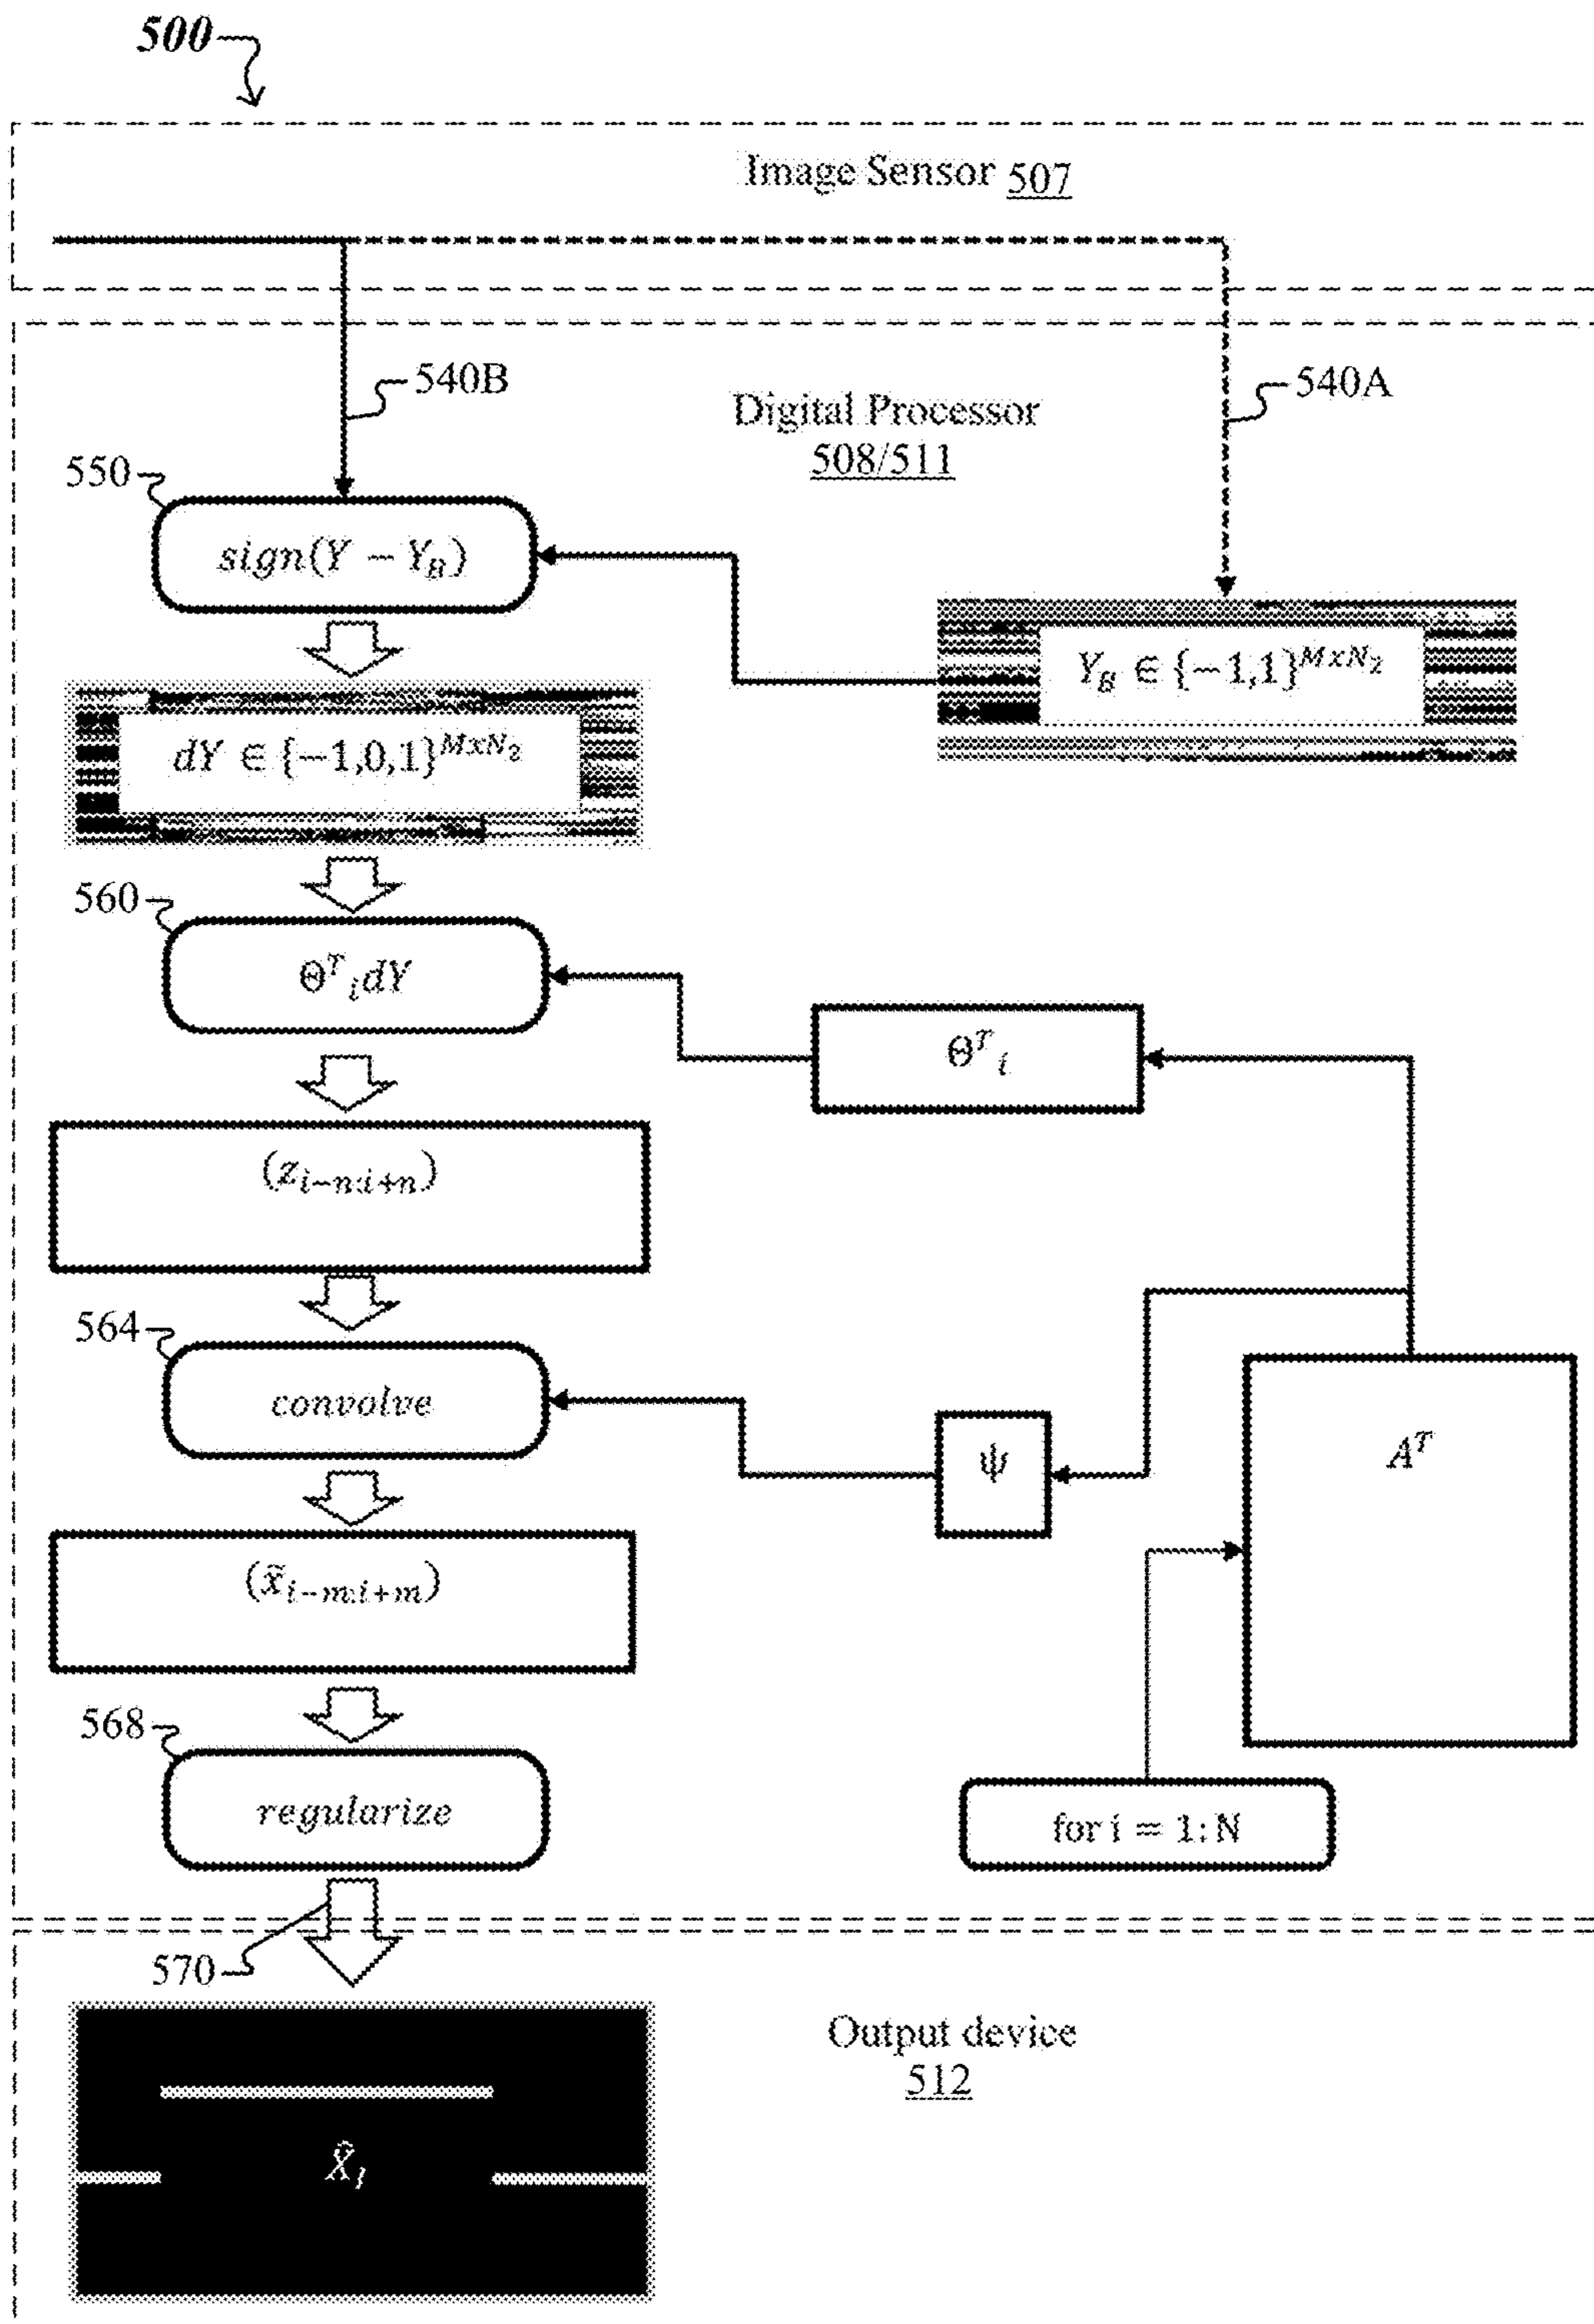 500
Image Sensor 507
540B
540A
Digital Processor
508/511
550
sign(Y − Y_B)
Y_B ∈ {−1,1}^{MxN_2}
dY ∈ {−1,0,1}^{MxN_2}
560
Θ^T_i dY
Θ^T_i
(z_{i−n:i+n})
564
convolve
ψ
A^T
(x̃_{i−m:i+m})
568
regularize
for i = 1:N
570
Output device
512